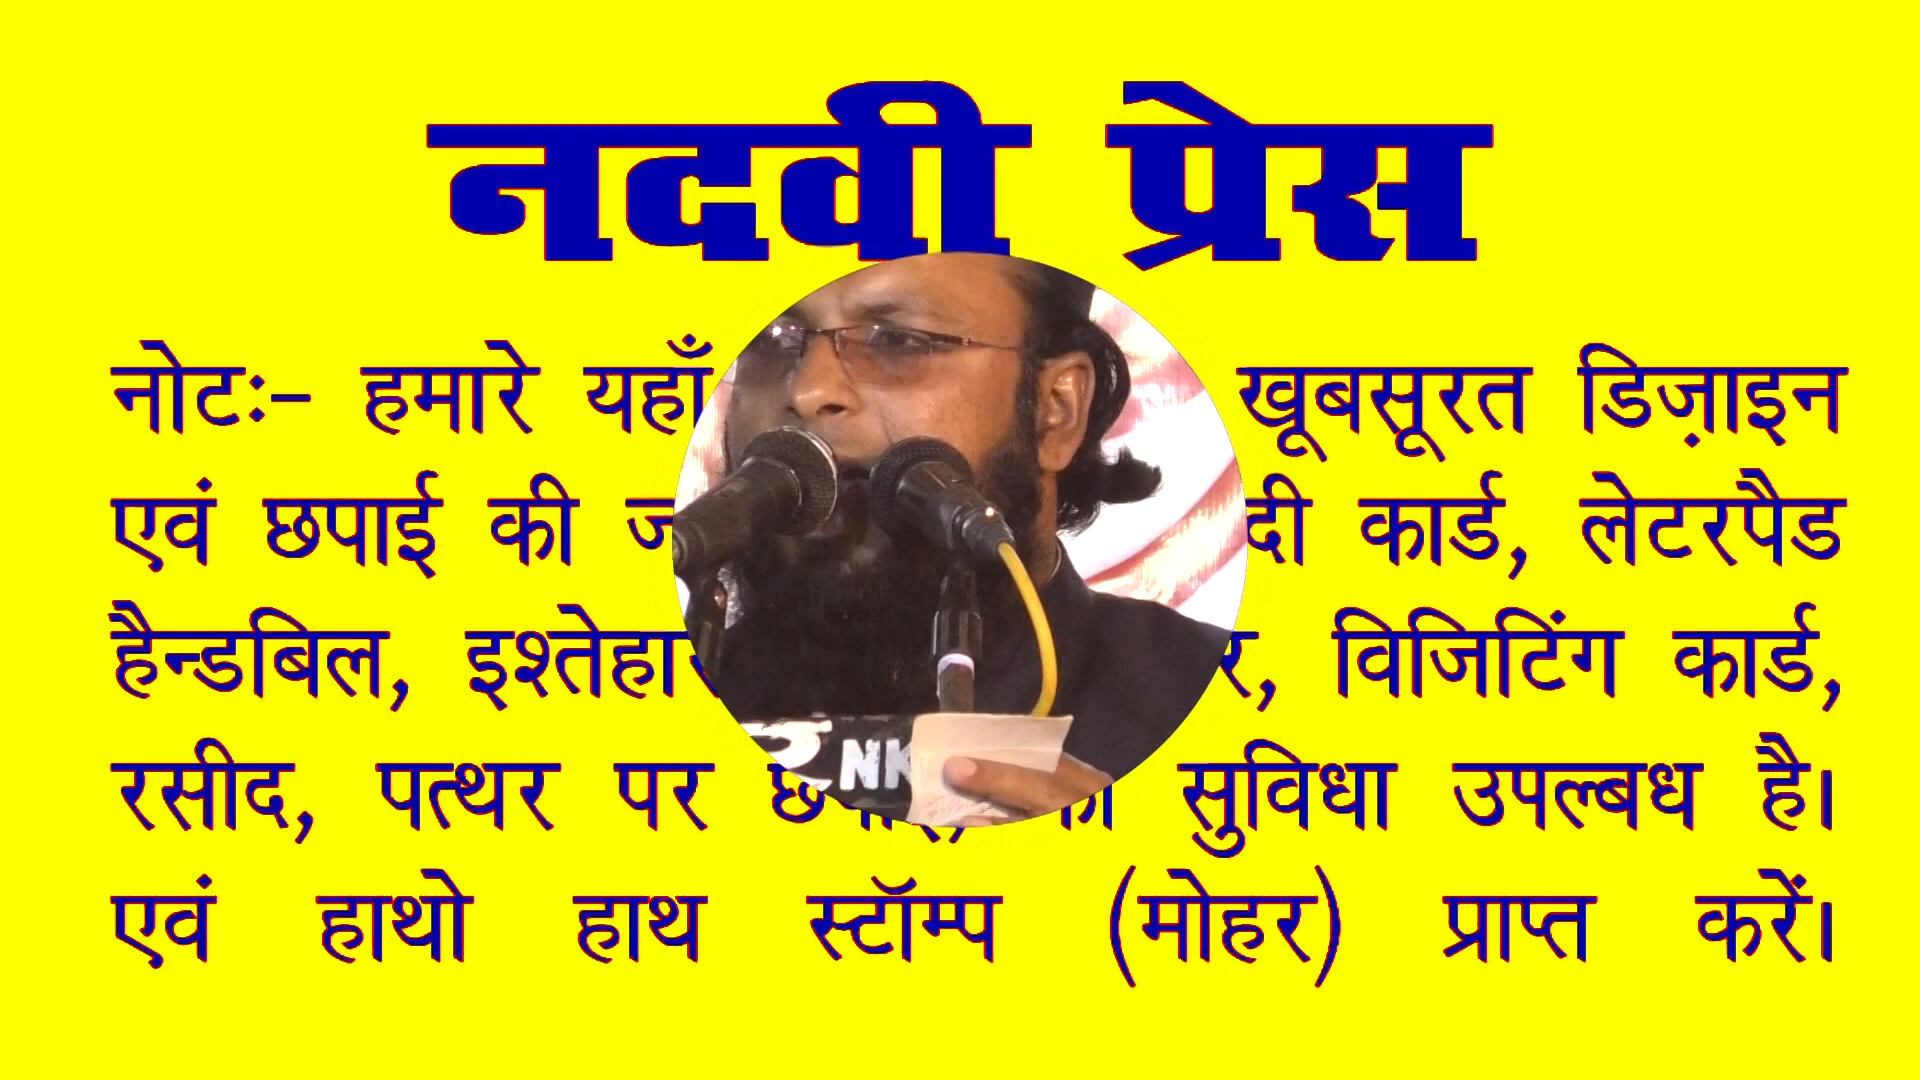 नदवी प्रेस
नोटः- हमारे यहाँ खूबसूरत डिज़ाइन
एवं छपाई की कार्ड, लेटरपैड
हैन्डबिल, विजिटिंग कार्ड,
रसीद, पत्थर पर सुविधा उपल्बध है।
NK
एवं हाथो हाथ स्टॉम्प (मोहर) प्राप्त करें।